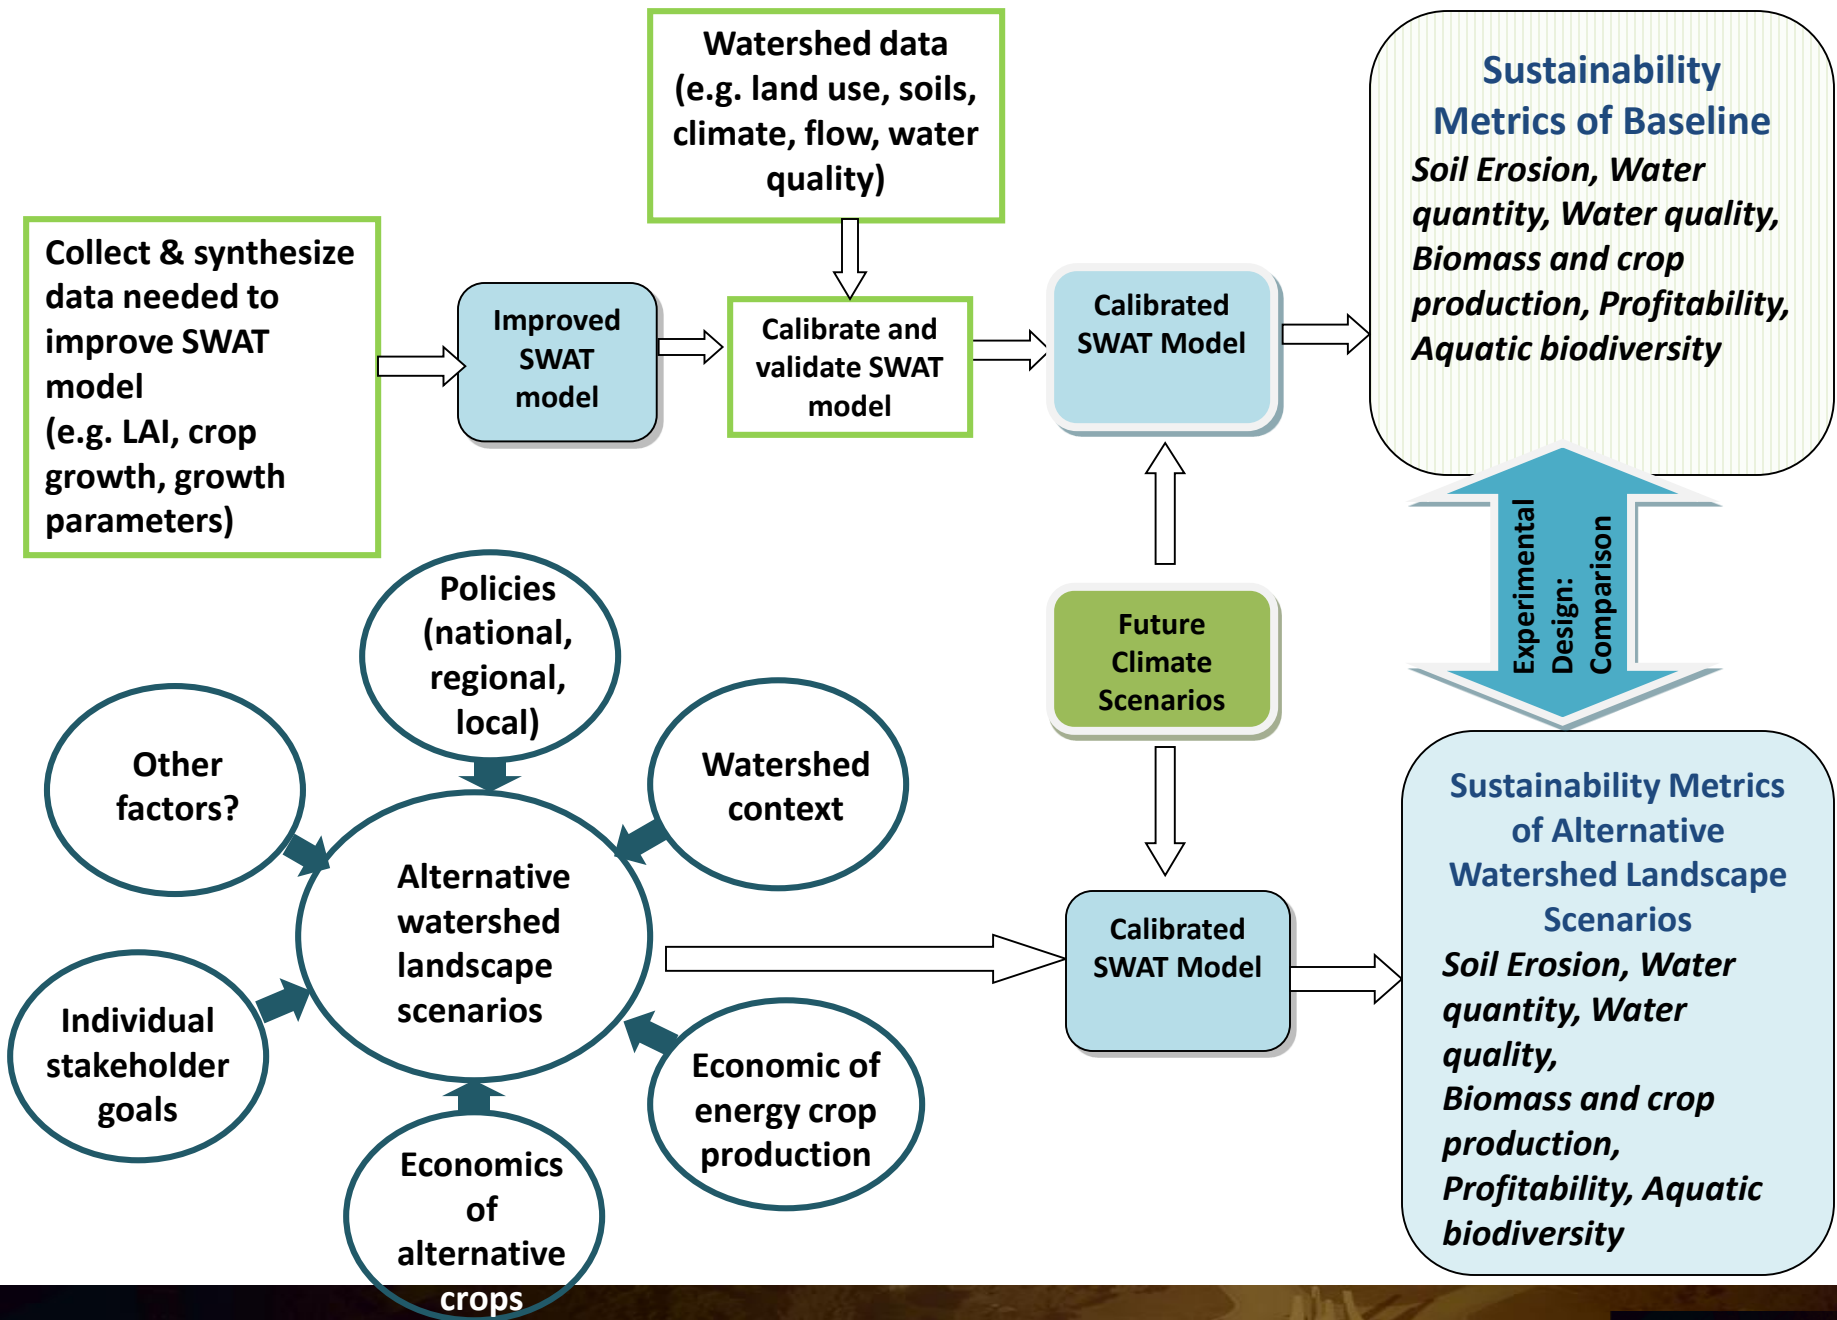 Watershed data
(e.g. land use, soils,
climate, flow, water
quality)
Sustainability
Metrics of Baseline
Soil Erosion, Water
quantity, Water quality,
Biomass and crop
production, Profitability,
Aquatic biodiversity
Collect & synthesize
data needed to
improve SWAT
model
(e.g. LAI, crop
growth, growth
parameters)
Improved
SWAT
model
Calibrate and
validate SWAT
model
Calibrated
SWAT Model
Experimental
Design:
Comparison
Future
Climate
Scenarios
Policies
(national,
regional,
local)
Other
factors?
Watershed
context
Alternative
watershed
landscape
scenarios
Individual
stakeholder
goals
Economic of
energy crop
production
Economics
of
alternative
crops
Calibrated
SWAT Model
Sustainability Metrics
of Alternative
Watershed Landscape
Scenarios
Soil Erosion, Water
quantity, Water
quality,
Biomass and crop
production,
Profitability, Aquatic
biodiversity